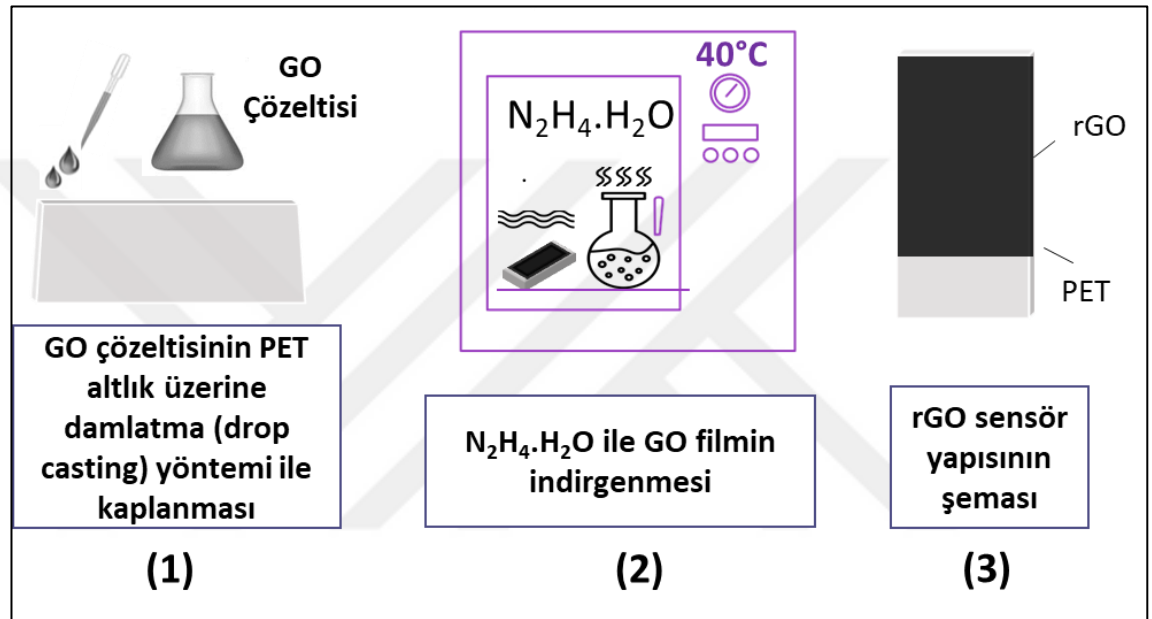 GO
Çözeltisi
GO çözeltisinin PET
altlık üzerine
damlatma (drop
casting) yöntemi ile
kaplanması
(1)
40°C
N₂H₄.H₂O
N₂H₄.H₂O ile GO filmin
indirgenmesi
(2)
rGO
PET
rGO sensör
yapısının
şeması
(3)